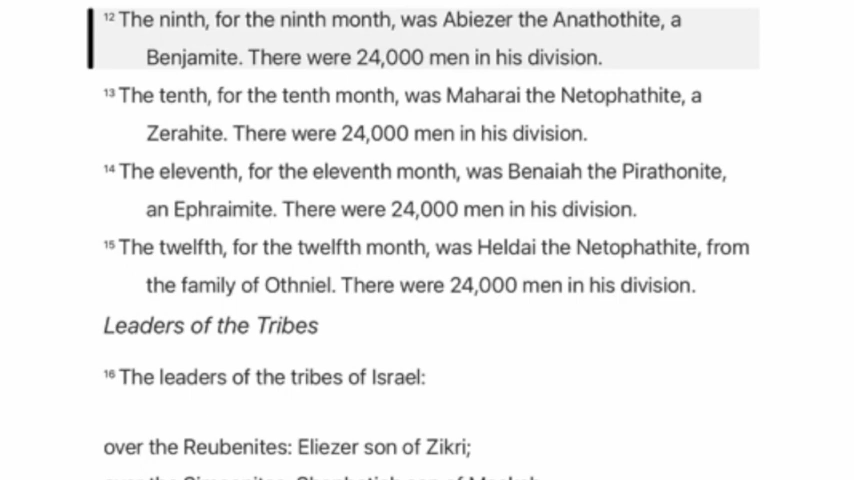 12 The ninth, for the ninth month, was Abiezer the Anathothite, a
Benjamite. There were 24,000 men in his division.
13 The tenth, for the tenth month, was Maharai the Netophathite, a
Zerahite. There were 24,000 men in his division.
14 The eleventh, for the eleventh month, was Benaiah the Pirathonite,
an Ephraimite. There were 24,000 men in his division.
15 The twelfth, for the twelfth month, was Heldai the Netophathite, from
the family of Othniel. There were 24,000 men in his division.
Leaders of the Tribes
16 The leaders of the tribes of Israel:
over the Reubenites: Eliezer son of Zikri;